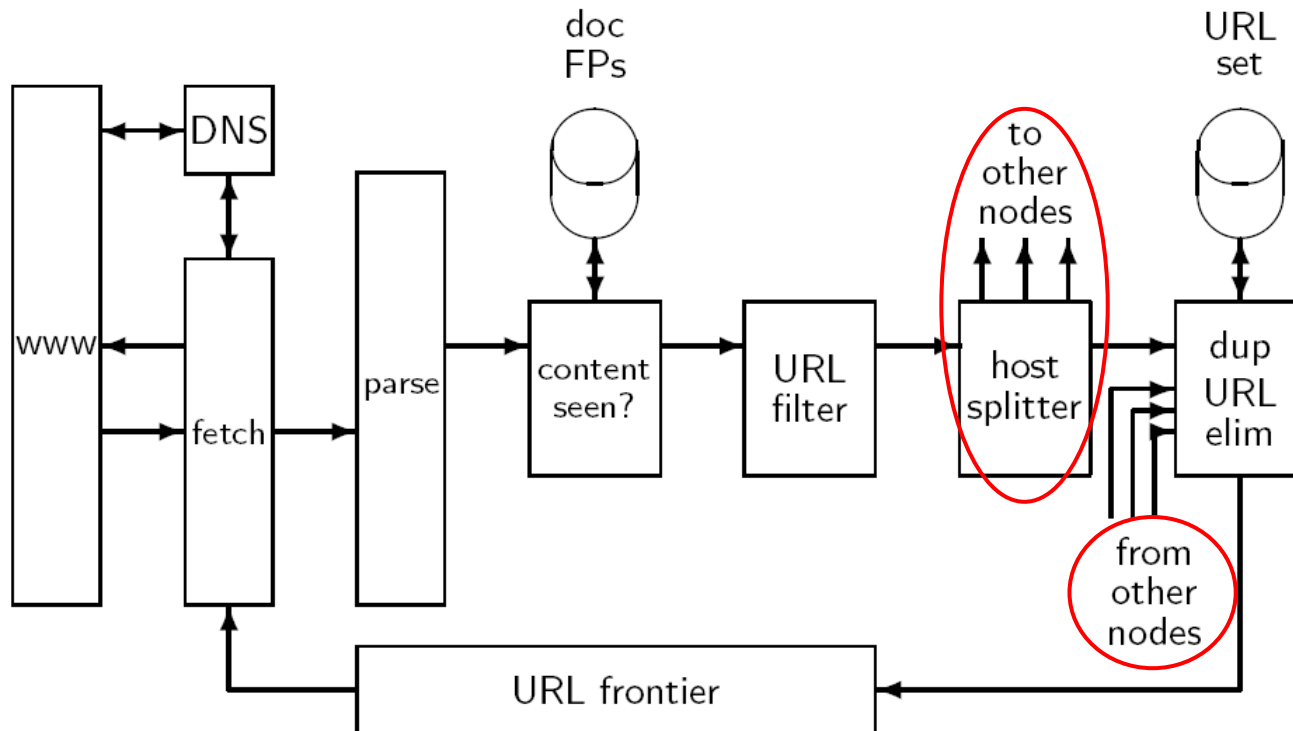 doc
FPs
URL
set
DNS
to
other
nodes
www
fetch
parse
content
seen?
URL
filter
host
splitter
dup
URL
elim
from
other
nodes
URL frontier